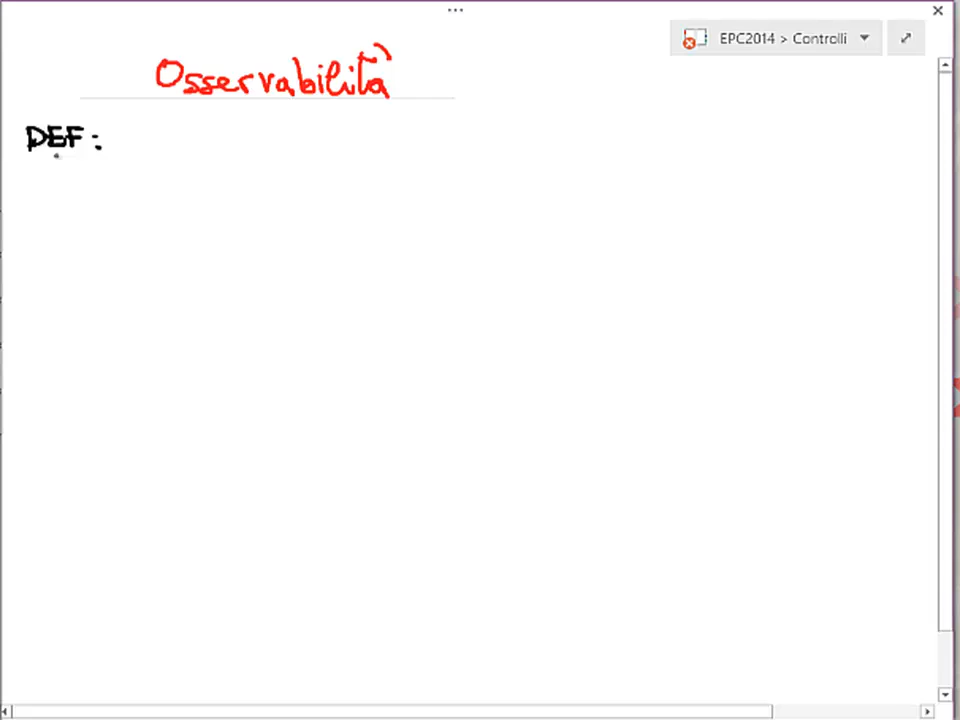 EPC2014 > Controlli
Osservabilità
DEF: